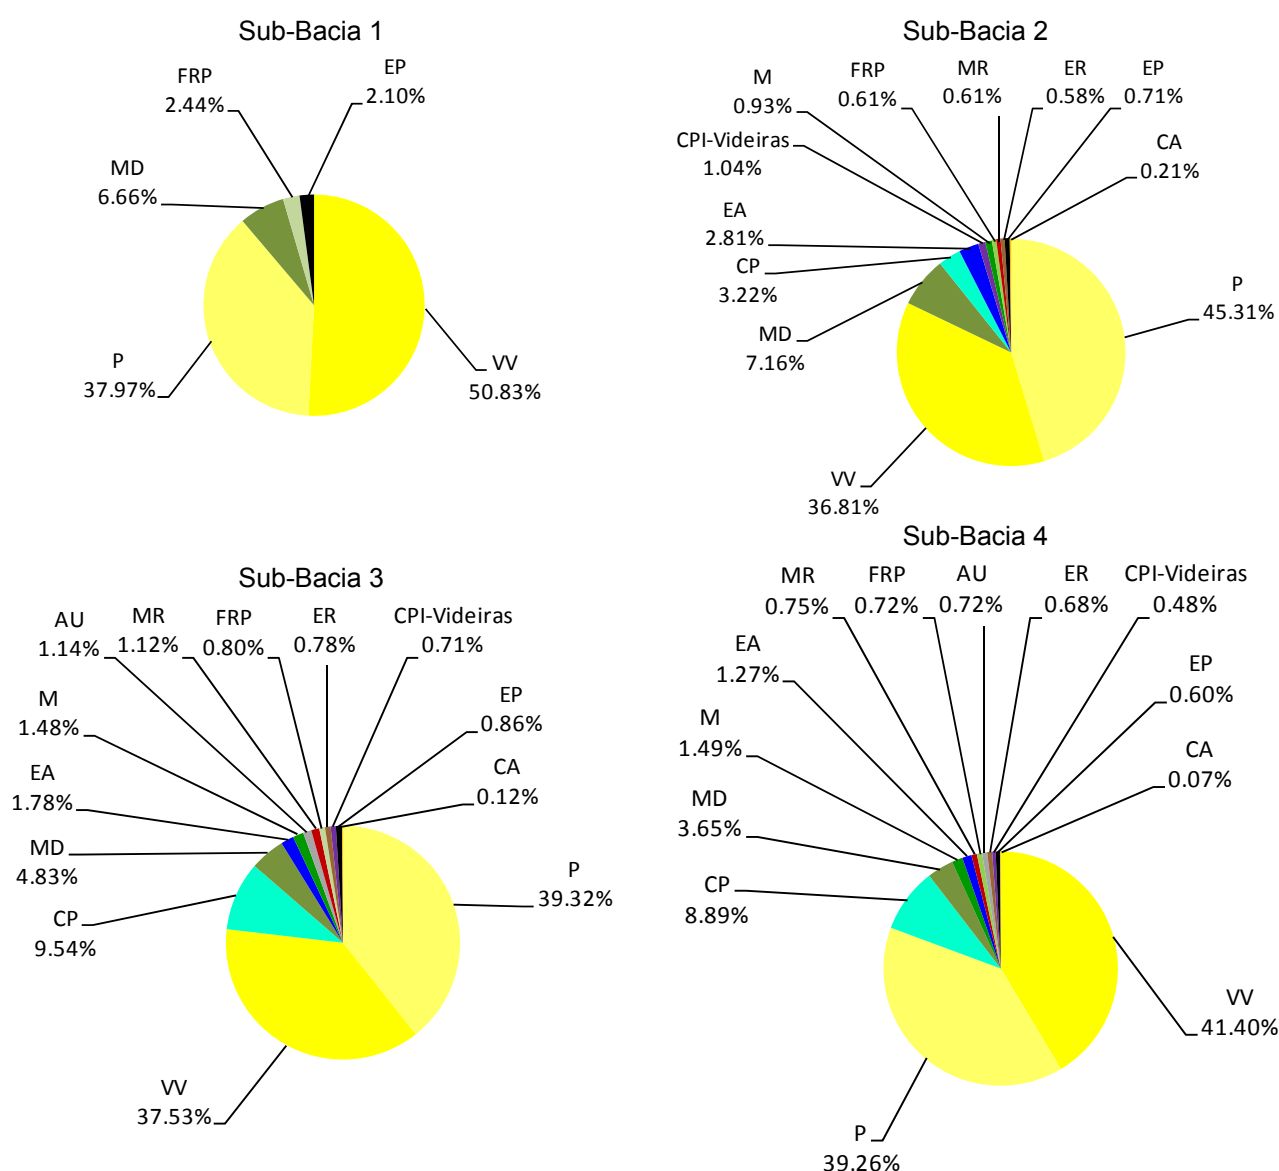 Sub-Bacia 1
FRP
2.44%
EP
2.10%
MD
6.66%
P
37.97%
VV
50.83%
Sub-Bacia 2
M
0.93%
FRP
0.61%
MR
0.61%
ER
0.58%
EP
0.71%
CPI-Videiras
1.04%
CA
0.21%
EA
2.81%
CP
3.22%
P
45.31%
MD
7.16%
VV
36.81%
Sub-Bacia 3
AU
1.14%
MR
1.12%
FRP
0.80%
ER
0.78%
CPI-Videiras
0.71%
M
1.48%
EP
0.86%
EA
1.78%
CA
0.12%
MD
4.83%
P
39.32%
CP
9.54%
VV
37.53%
Sub-Bacia 4
MR
0.75%
FRP
0.72%
AU
0.72%
ER
0.68%
CPI-Videiras
0.48%
EA
1.27%
EP
0.60%
M
1.49%
CA
0.07%
MD
3.65%
CP
8.89%
VV
41.40%
P
39.26%